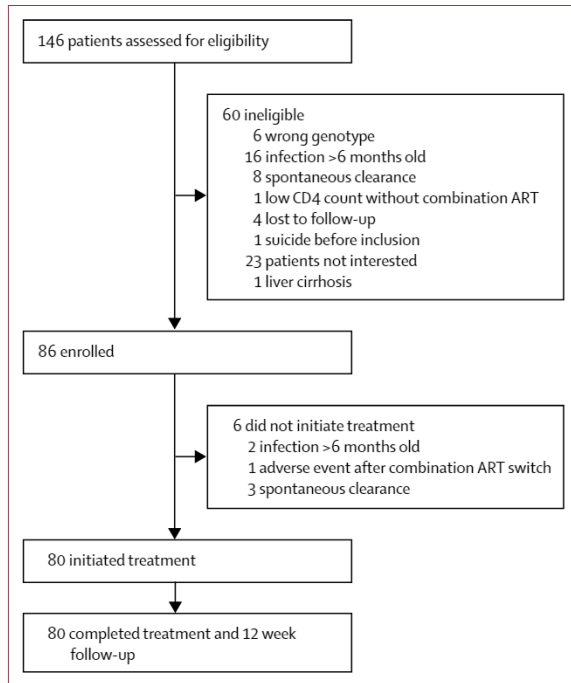 146 patients assessed for eligibility
60 ineligible
6 wrong genotype
16 infection >6 months old
8 spontaneous clearance
1 low CD4 count without combination ART
4 lost to follow-up
1 suicide before inclusion
23 patients not interested
1 liver cirrhosis
86 enrolled
6 did not initiate treatment
2 infection >6 months old
1 adverse event after combination ART switch
3 spontaneous clearance
80 initiated treatment
80 completed treatment and 12 week
follow-up